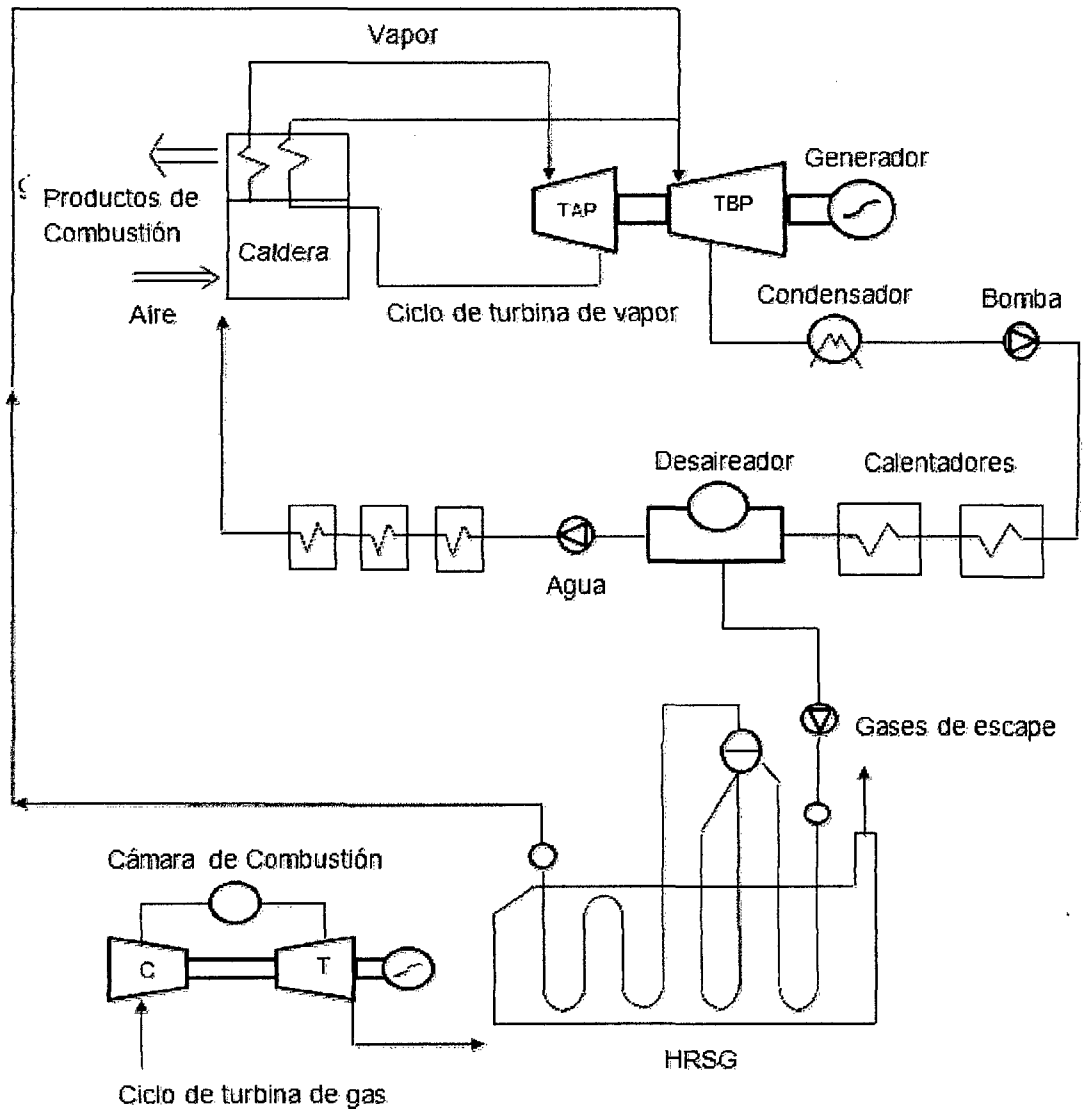 Vapor
Productos de
Combustión
Caldera
Aire
TAP
TBP
Generador
Ciclo de turbina de vapor
Condensador
Bomba
Desaireador
Calentadores
Agua
Gases de escape
Cámara de Combustión
C
T
HRSG
Ciclo de turbina de gas